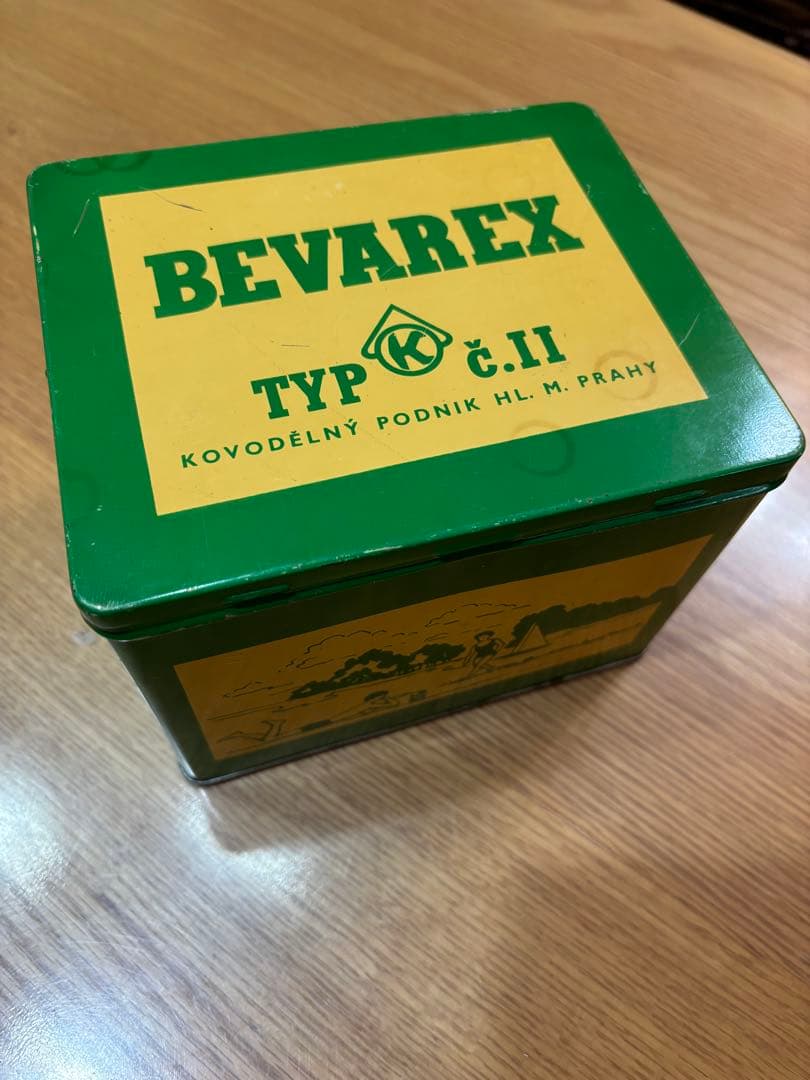 BEVAREX
TYP K č.II
KOVODĚLNÝ PODNIK HL. M. PRAHY